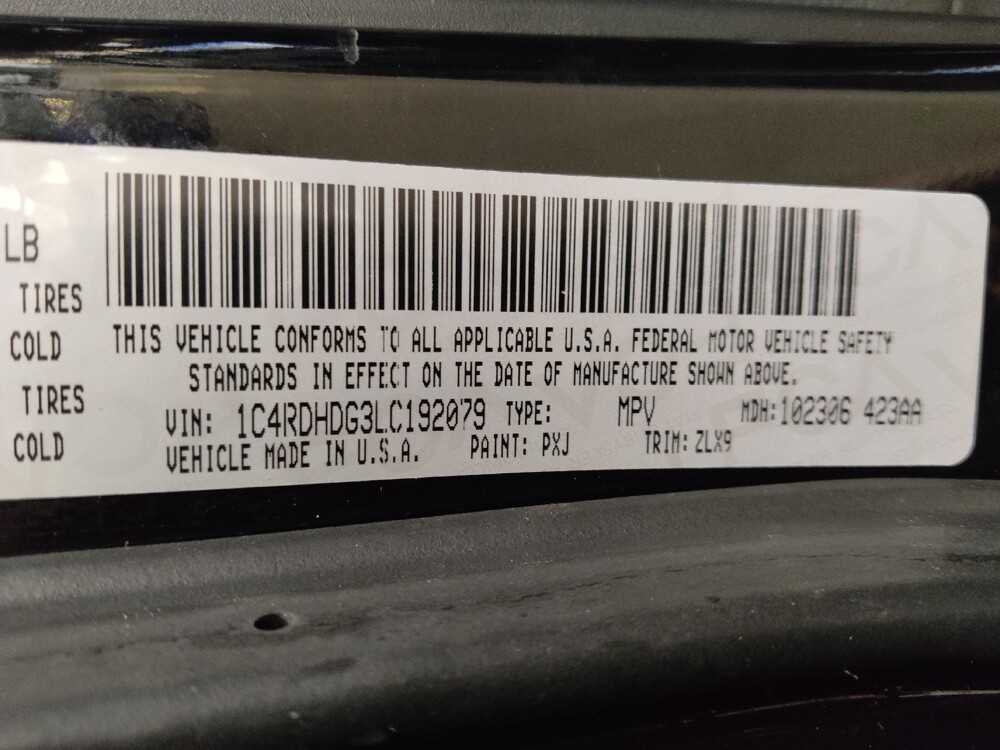 LB
TIRES
COLD
TIRES
COLD
THIS VEHICLE CONFORMS TO ALL APPLICABLE U.S.A. FEDERAL MOTOR VEHICLE SAFETY
STANDARDS IN EFFECT ON THE DATE OF MANUFACTURE SHOWN ABOVE.
VIN: 1C4RDHDG3LC192079 TYPE: MPV MDH:102306 423AA
VEHICLE MADE IN U.S.A. PAINT: PXJ TRIM: ZLX9